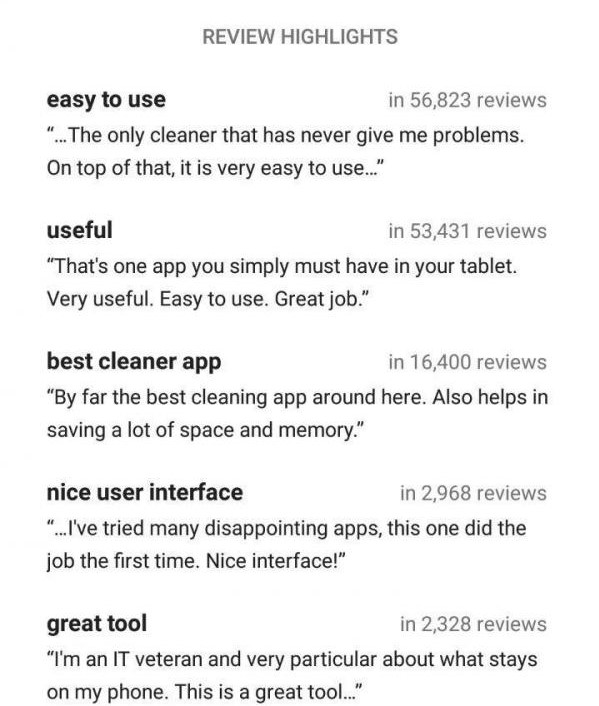 REVIEW HIGHLIGHTS
easy to use in 56,823 reviews
“...The only cleaner that has never give me problems.
On top of that, it is very easy to use...”
useful in 53,431 reviews
“That's one app you simply must have in your tablet.
Very useful. Easy to use. Great job.”
best cleaner app in 16,400 reviews
“By far the best cleaning app around here. Also helps in
saving a lot of space and memory.”
nice user interface in 2,968 reviews
“...I've tried many disappointing apps, this one did the
job the first time. Nice interface!”
great tool in 2,328 reviews
“I'm an IT veteran and very particular about what stays
on my phone. This is a great tool...”